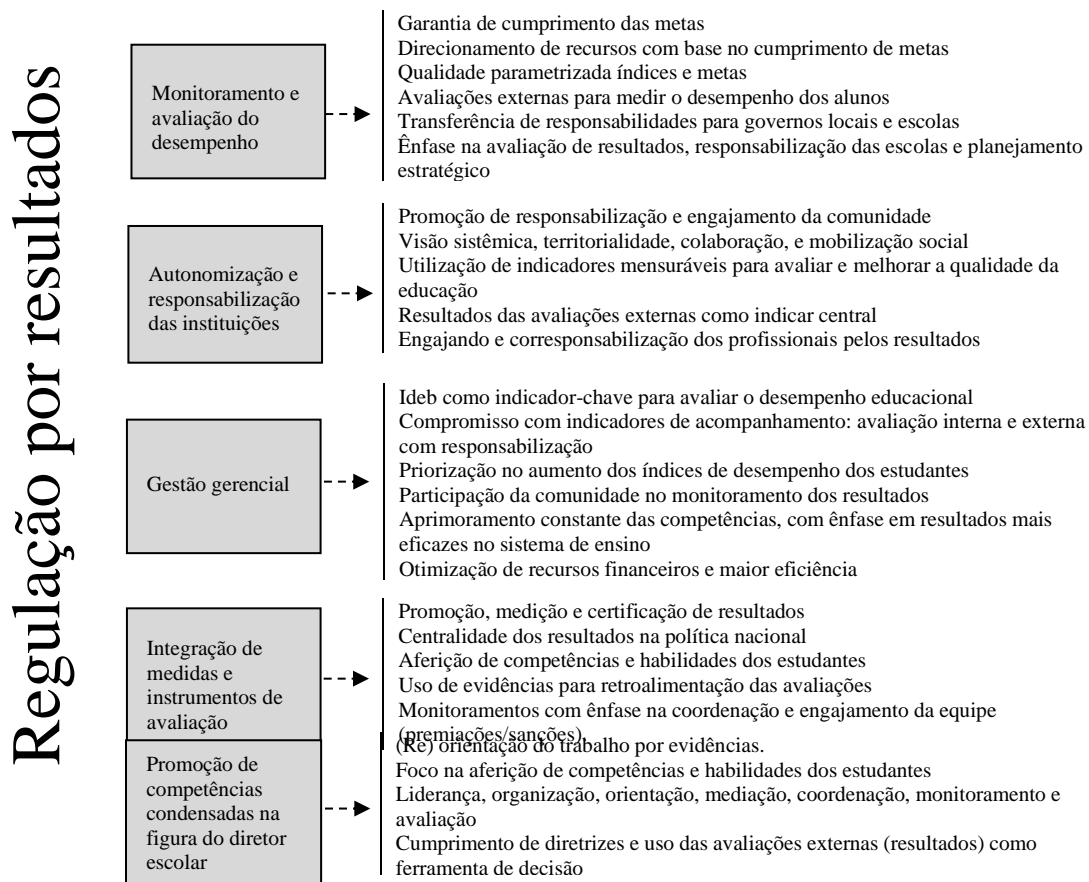 Regulação por resultados
Monitoramento e
avaliação do
desempenho
Garantia de cumprimento das metas
Direcionamento de recursos com base no cumprimento de metas
Qualidade parametrizada índices e metas
Avaliações externas para medir o desempenho dos alunos
Transferência de responsabilidades para governos locais e escolas
Ênfase na avaliação de resultados, responsabilização das escolas e planejamento
estratégico
Autonomização e
responsabilização
das instituições
Promoção de responsabilização e engajamento da comunidade
Visão sistêmica, territorialidade, colaboração, e mobilização social
Utilização de indicadores mensuráveis para avaliar e melhorar a qualidade da
educação
Resultados das avaliações externas como indicar central
Engajando e corresponsabilização dos profissionais pelos resultados
Gestão gerencial
Ideb como indicador-chave para avaliar o desempenho educacional
Compromisso com indicadores de acompanhamento: avaliação interna e externa
com responsabilização
Priorização no aumento dos índices de desempenho dos estudantes
Participação da comunidade no monitoramento dos resultados
Aprimoramento constante das competências, com ênfase em resultados mais
eficazes no sistema de ensino
Otimização de recursos financeiros e maior eficiência
Integração de
medidas e
instrumentos de
avaliação
Promoção, medição e certificação de resultados
Centralidade dos resultados na política nacional
Aferição de competências e habilidades dos estudantes
Uso de evidências para retroalimentação das avaliações
Monitoramentos com ênfase na coordenação e engajamento da equipe
(premiações/sanções).
Promoção de
competências
condensadas na
figura do diretor
escolar
(Re) orientação do trabalho por evidências.
Foco na aferição de competências e habilidades dos estudantes
Liderança, organização, orientação, mediação, coordenação, monitoramento e
avaliação
Cumprimento de diretrizes e uso das avaliações externas (resultados) como
ferramenta de decisão